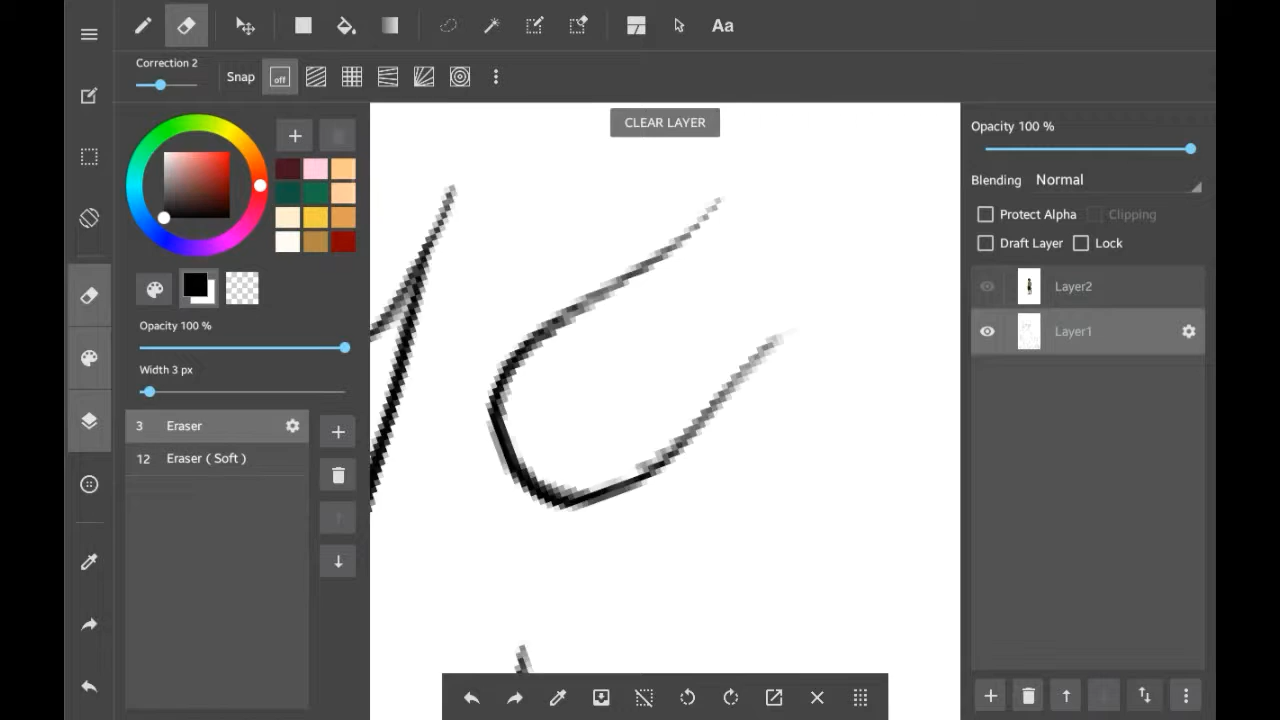 Aa
Correction 2
Snap
off
CLEAR LAYER
Opacity 100 %
Blending Normal
Protect Alpha Clipping
Draft Layer Lock
Layer2
Layer1
Opacity 100 %
Width 3 px
3 Eraser
12 Eraser ( Soft )